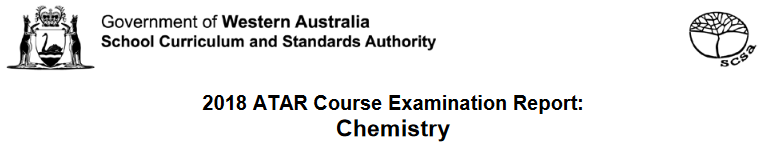 Government of Western Australia
School Curriculum and Standards Authority
scsa
2018 ATAR Course Examination Report:
Chemistry